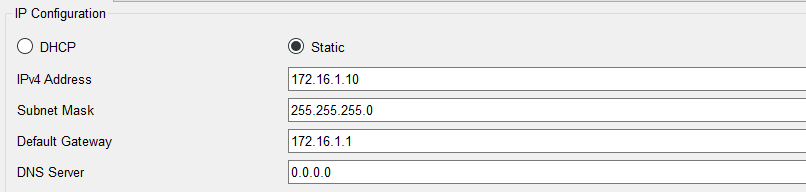 IP Configuration
DHCP Static
IPv4 Address 172.16.1.10
Subnet Mask 255.255.255.0
Default Gateway 172.16.1.1
DNS Server 0.0.0.0